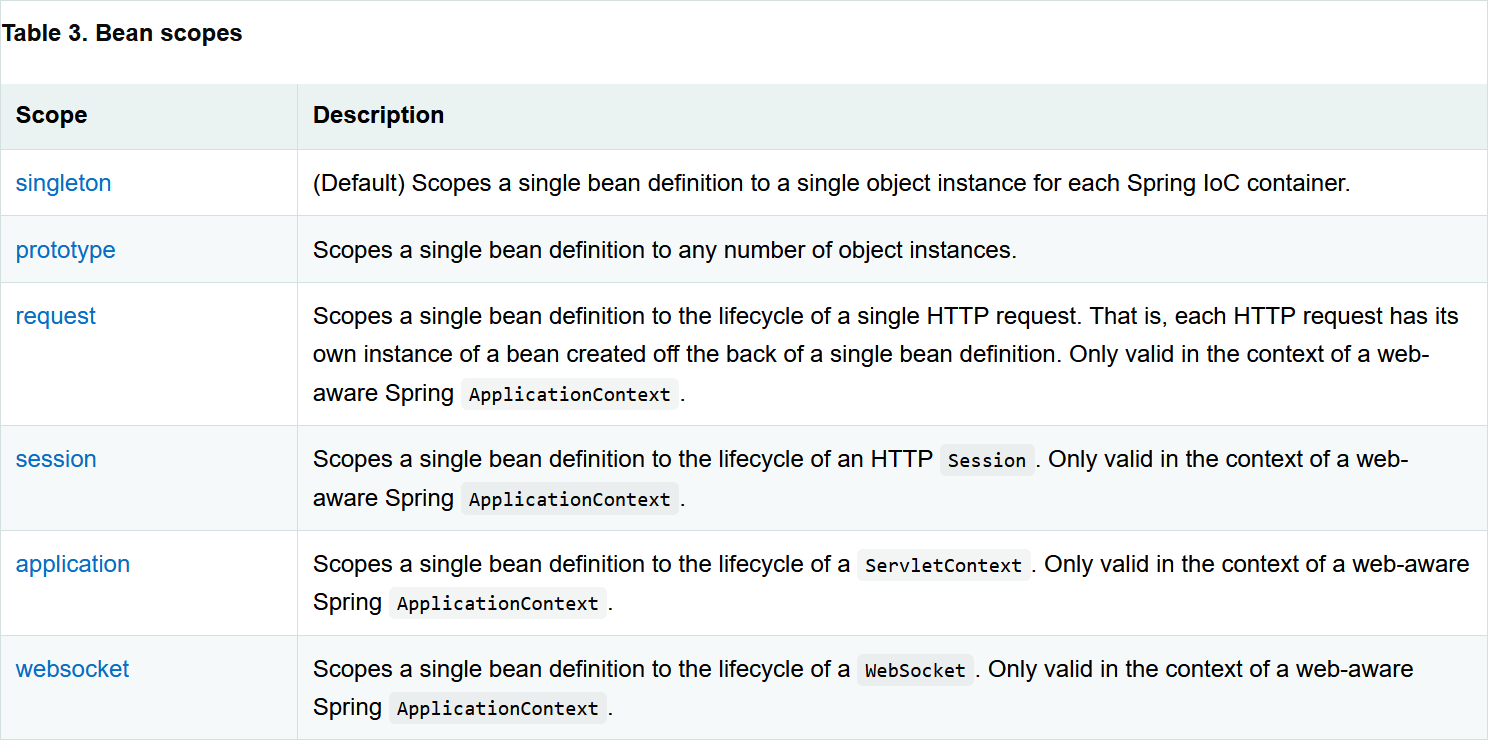 Table 3. Bean scopes
Scope Description
singleton (Default) Scopes a single bean definition to a single object instance for each Spring IoC container.
prototype Scopes a single bean definition to any number of object instances.
request Scopes a single bean definition to the lifecycle of a single HTTP request. That is, each HTTP request has its
own instance of a bean created off the back of a single bean definition. Only valid in the context of a web-
aware Spring ApplicationContext.
session Scopes a single bean definition to the lifecycle of an HTTP Session. Only valid in the context of a web-
aware Spring ApplicationContext.
application Scopes a single bean definition to the lifecycle of a ServletContext. Only valid in the context of a web-aware
Spring ApplicationContext.
websocket Scopes a single bean definition to the lifecycle of a WebSocket. Only valid in the context of a web-aware
Spring ApplicationContext.